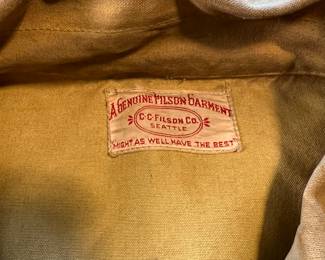 A GENUINE FILSON GARMENT
C·C·FILSON CO.
SEATTLE
"MIGHT AS WELL HAVE THE BEST"